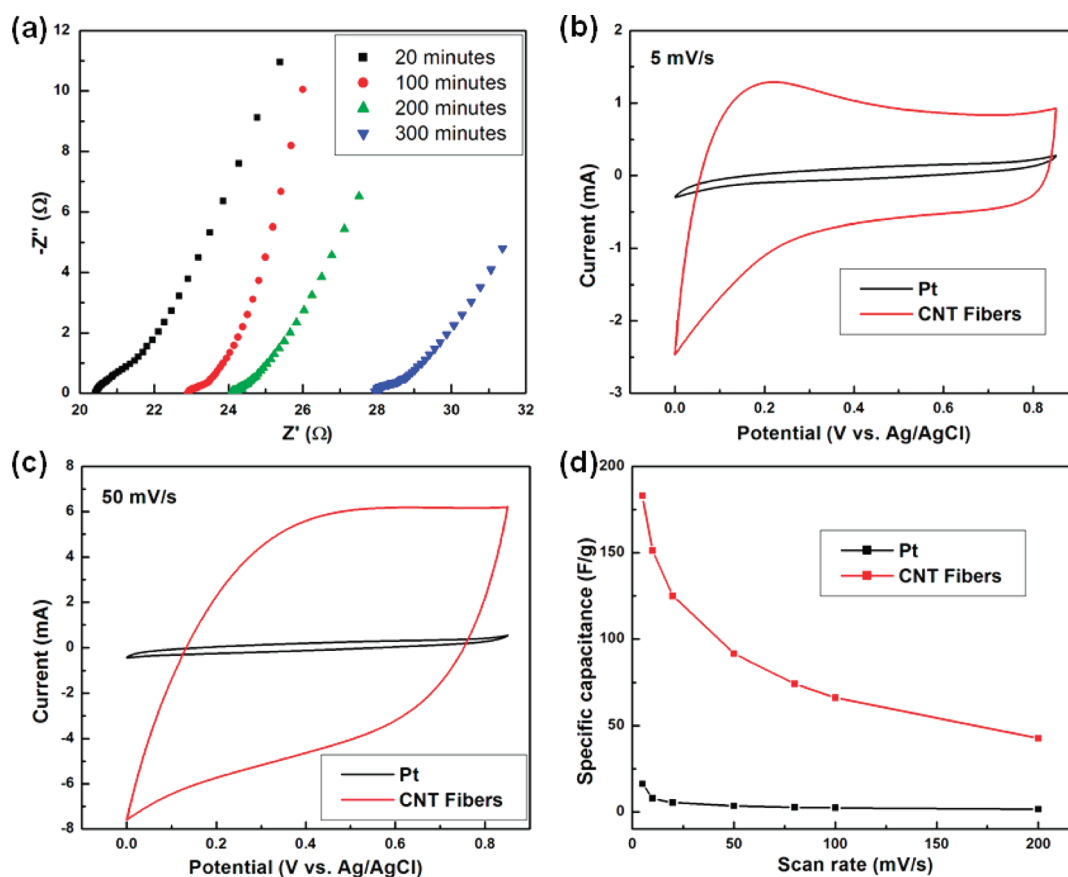 (a)
12
10
8
6
4
2
0
-Z'' (Ω)
20 22 24 26 28 30 32
Z' (Ω)
20 minutes
100 minutes
200 minutes
300 minutes
(b)
5 mV/s
2
1
0
-1
-2
-3
Current (mA)
Pt
CNT Fibers
0.0 0.2 0.4 0.6 0.8
Potential (V vs. Ag/AgCl)
(c)
50 mV/s
8
6
4
2
0
-2
-4
-6
-8
Current (mA)
Pt
CNT Fibers
0.0 0.2 0.4 0.6 0.8
Potential (V vs. Ag/AgCl)
(d)
200
150
100
50
0
Specific capacitance (F/g)
Pt
CNT Fibers
0 50 100 150 200
Scan rate (mV/s)